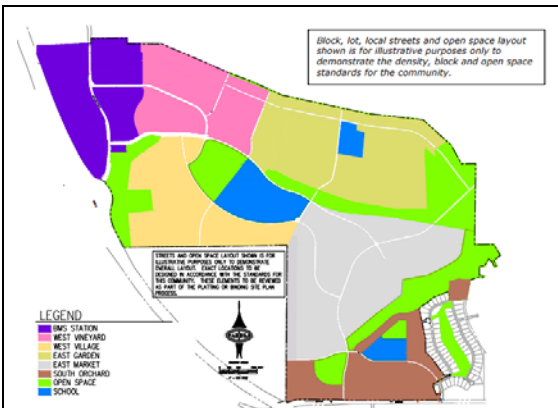 Block, lot, local streets and open space layout
shown is for illustrative purposes only to
demonstrate the density, block and open space
standards for the community.
STREETS AND OPEN SPACE LAYOUT SHOWN IS FOR
ILLUSTRATIVE PURPOSES ONLY TO DEMONSTRATE
OVERALL LAYOUT. EXACT LOCATIONS TO BE
DESIGNED IN ACCORDANCE WITH THE STANDARDS FOR
THIS COMMUNITY. THESE ELEMENTS TO BE REVIEWED
AS PART OF THE PLATTING OR BINDING SITE PLAN
PROCESS.
LEGEND
BMS STATION
WEST VINEYARD
WEST VILLAGE
EAST GARDEN
EAST MARKET
SOUTH ORCHARD
OPEN SPACE
SCHOOL